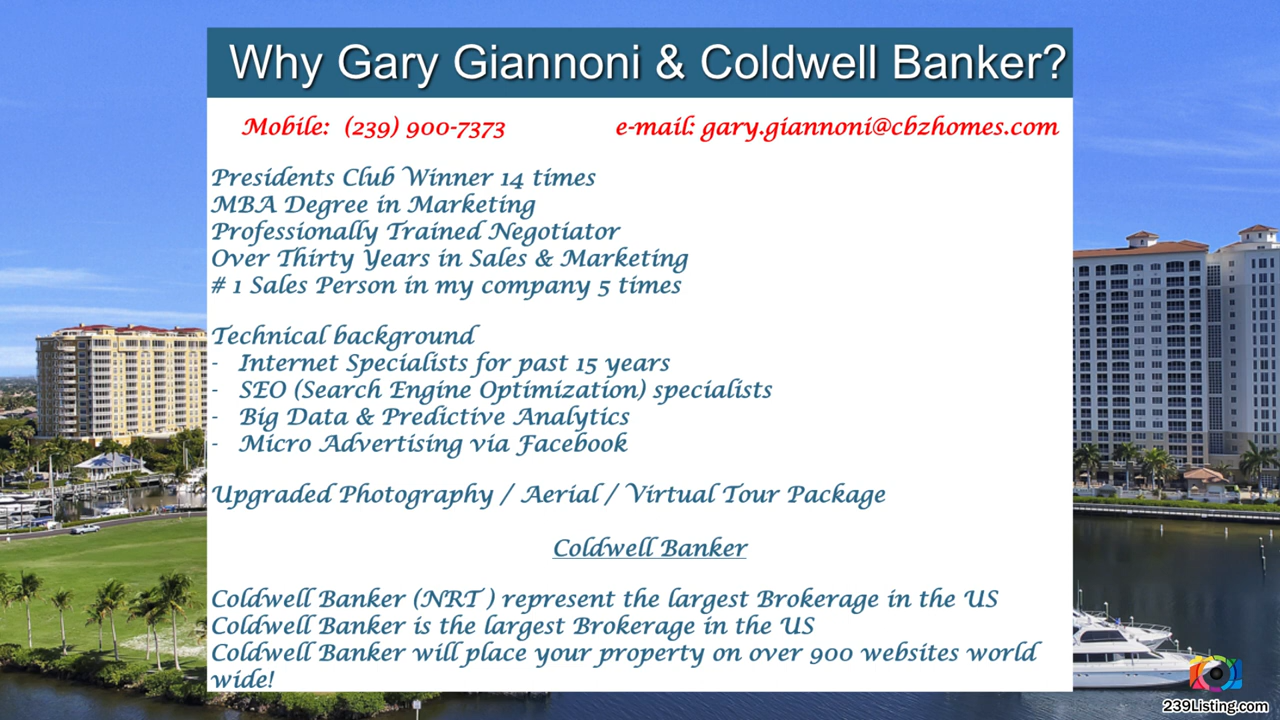 Why Gary Giannoni & Coldwell Banker?
Mobile: (239) 900-7373 e-mail: gary.giannoni@cbzhomes.com
Presidents Club Winner 14 times
MBA Degree in Marketing
Professionally Trained Negotiator
Over Thirty Years in Sales & Marketing
# 1 Sales Person in my company 5 times
Technical background
- Internet Specialists for past 15 years
- SEO (Search Engine Optimization) specialists
- Big Data & Predictive Analytics
- Micro Advertising via Facebook
Upgraded Photography / Aerial / Virtual Tour Package
Coldwell Banker
Coldwell Banker (NRT ) represent the largest Brokerage in the US
Coldwell Banker is the largest Brokerage in the US
Coldwell Banker will place your property on over 900 websites world
wide!
239Listing.com